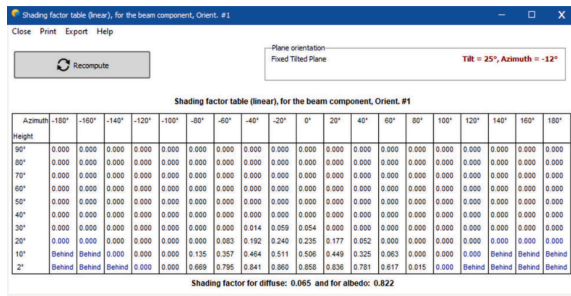 Shading factor table (linear), for the beam component, Orient. #1
Close Print Export Help
Plane orientation
Recompute
Fixed Tilted Plane Tilt = 25°, Azimuth = -12°
Shading factor table (linear), for the beam component, Orient. #1
Azimuth -180° -160° -140° -120° -100° -80° -60° -40° -20° 0° 20° 40° 60° 80° 100° 120° 140° 160° 180°
Height
90° 0.000 0.000 0.000 0.000 0.000 0.000 0.000 0.000 0.000 0.000 0.000 0.000 0.000 0.000 0.000 0.000 0.000 0.000 0.000
80° 0.000 0.000 0.000 0.000 0.000 0.000 0.000 0.000 0.000 0.000 0.000 0.000 0.000 0.000 0.000 0.000 0.000 0.000 0.000
70° 0.000 0.000 0.000 0.000 0.000 0.000 0.000 0.000 0.000 0.000 0.000 0.000 0.000 0.000 0.000 0.000 0.000 0.000 0.000
60° 0.000 0.000 0.000 0.000 0.000 0.000 0.000 0.000 0.000 0.000 0.000 0.000 0.000 0.000 0.000 0.000 0.000 0.000 0.000
50° 0.000 0.000 0.000 0.000 0.000 0.000 0.000 0.000 0.000 0.000 0.000 0.000 0.000 0.000 0.000 0.000 0.000 0.000 0.000
40° 0.000 0.000 0.000 0.000 0.000 0.000 0.000 0.000 0.000 0.000 0.000 0.000 0.000 0.000 0.000 0.000 0.000 0.000 0.000
30° 0.000 0.000 0.000 0.000 0.000 0.000 0.000 0.014 0.059 0.054 0.000 0.000 0.000 0.000 0.000 0.000 0.000 0.000 0.000
20° 0.000 0.000 0.000 0.000 0.000 0.000 0.083 0.192 0.240 0.235 0.177 0.052 0.000 0.000 0.000 0.000 0.000 0.000 0.000
10° Behind Behind 0.000 0.000 0.000 0.135 0.357 0.464 0.511 0.506 0.449 0.325 0.063 0.000 0.000 0.000 Behind Behind Behind
2° Behind Behind Behind 0.000 0.000 0.669 0.795 0.841 0.860 0.858 0.836 0.781 0.617 0.015 0.000 Behind Behind Behind Behind
Shading factor for diffuse: 0.065 and for albedo: 0.822